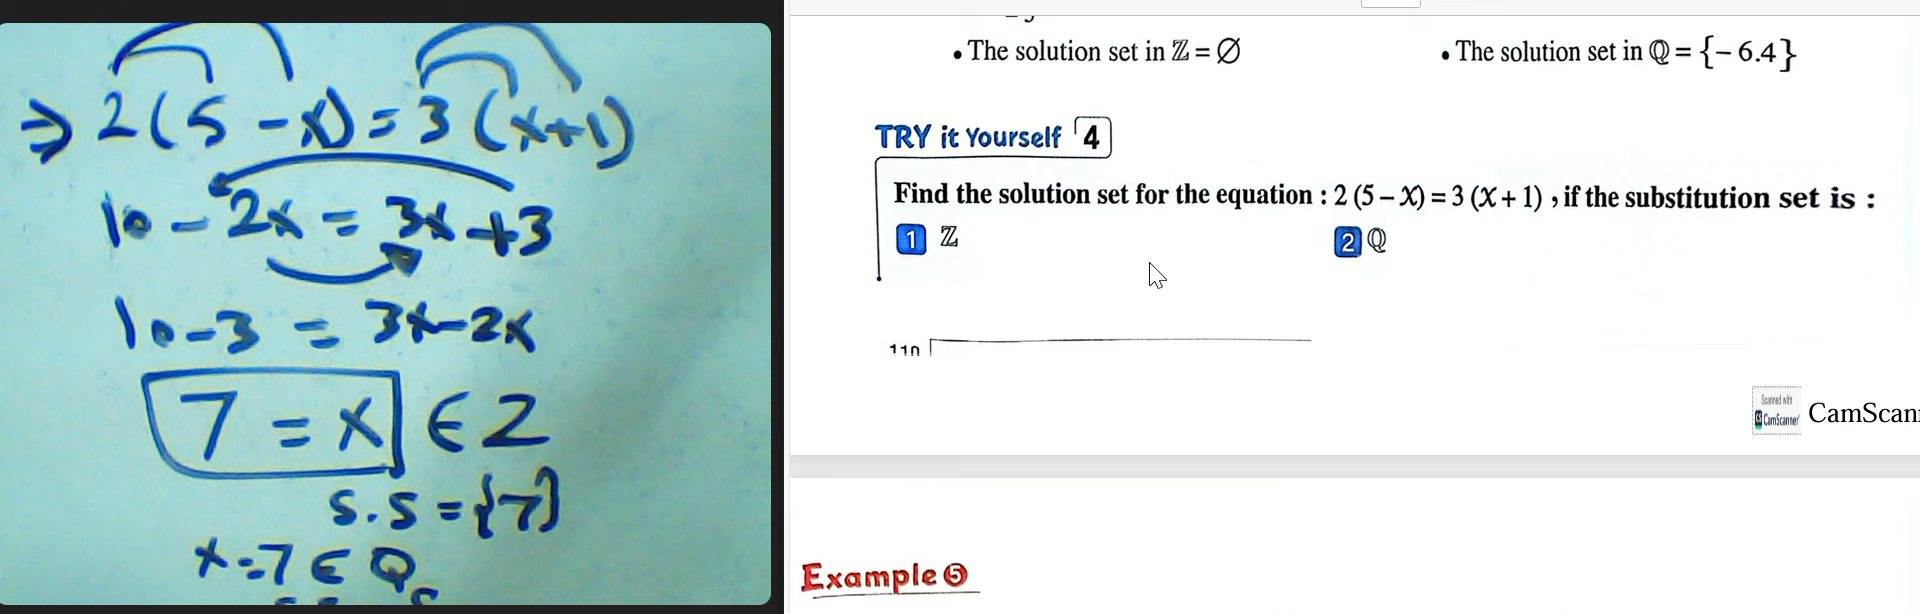 ⇒ 2(5-x)=3(x+1)
10-2x=3x+3
10-3=3x-2x
7=x ∈ Z
S.S={7}
x=7 ∈ Q
• The solution set in ℤ = ∅
• The solution set in ℚ = {– 6.4}
TRY it Yourself 4
Find the solution set for the equation : 2 (5 – X) = 3 (X + 1) , if the substitution set is :
1 ℤ
2 ℚ
110
Scanned with
CS CamScanner
CamScan
Example 5